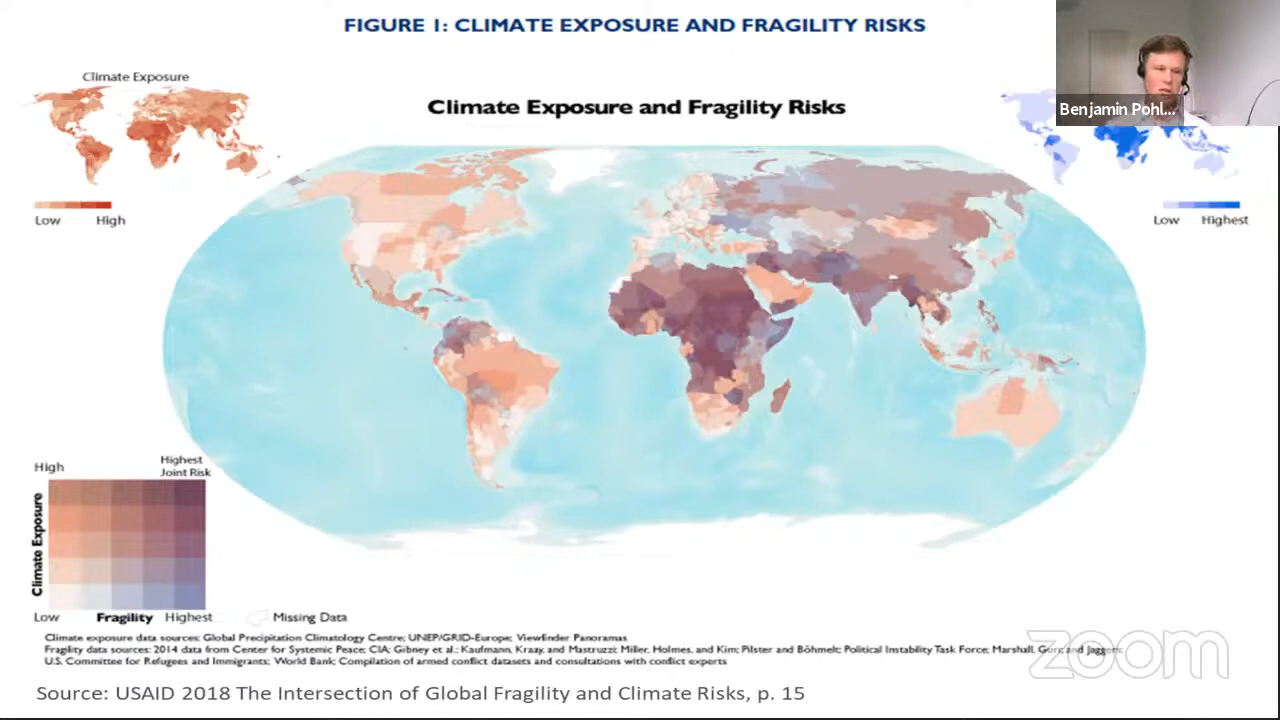 FIGURE 1: CLIMATE EXPOSURE AND FRAGILITY RISKS
Benjamin Pohl...
Climate Exposure
Low High
Climate Exposure and Fragility Risks
Low Highest
High
Highest
Joint Risk
Climate Exposure
Low Fragility Highest
Missing Data
Climate exposure data sources: Global Precipitation Climatology Centre; UNEP/GRID-Europe; Viewfinder Panoramas
Fragility data sources: 2014 data from Center for Systemic Peace; CIA; Gibney et al.; Kaufmann, Kraay, and Mastruzzi; Miller, Holmes, and Kim; Pilster and Böhmelt; Political Instability Task Force; Marshall, Gurr, and Jaggers;
U.S. Committee for Refugees and Immigrants; World Bank; Compilation of armed conflict datasets and consultations with conflict experts
zoom
Source: USAID 2018 The Intersection of Global Fragility and Climate Risks, p. 15